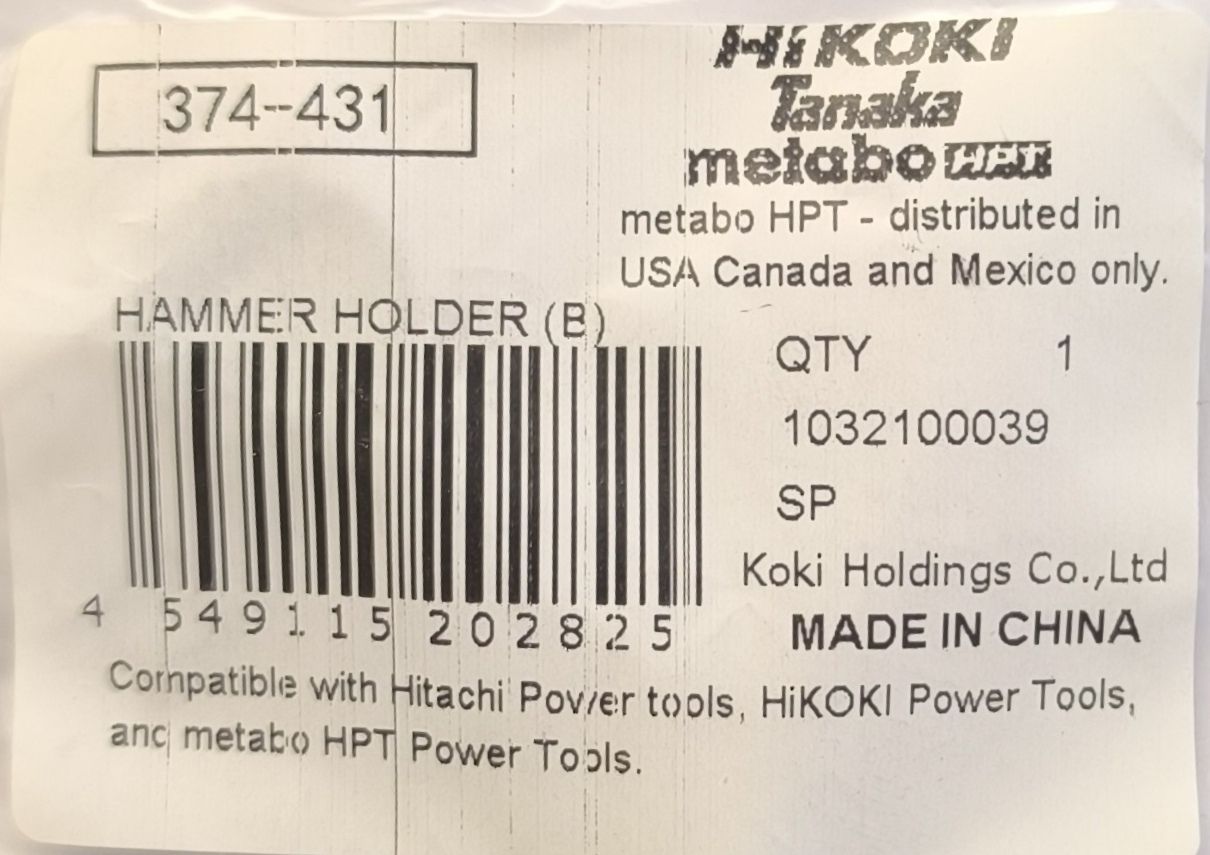 374-431
HiKOKI
Tanaka
metabo HPT
metabo HPT - distributed in
USA Canada and Mexico only.
HAMMER HOLDER (B)
QTY 1
1032100039
SP
Koki Holdings Co.,Ltd
MADE IN CHINA
4 549115 202825
Compatible with Hitachi Power tools, HiKOKI Power Tools,
and metabo HPT Power Tools.